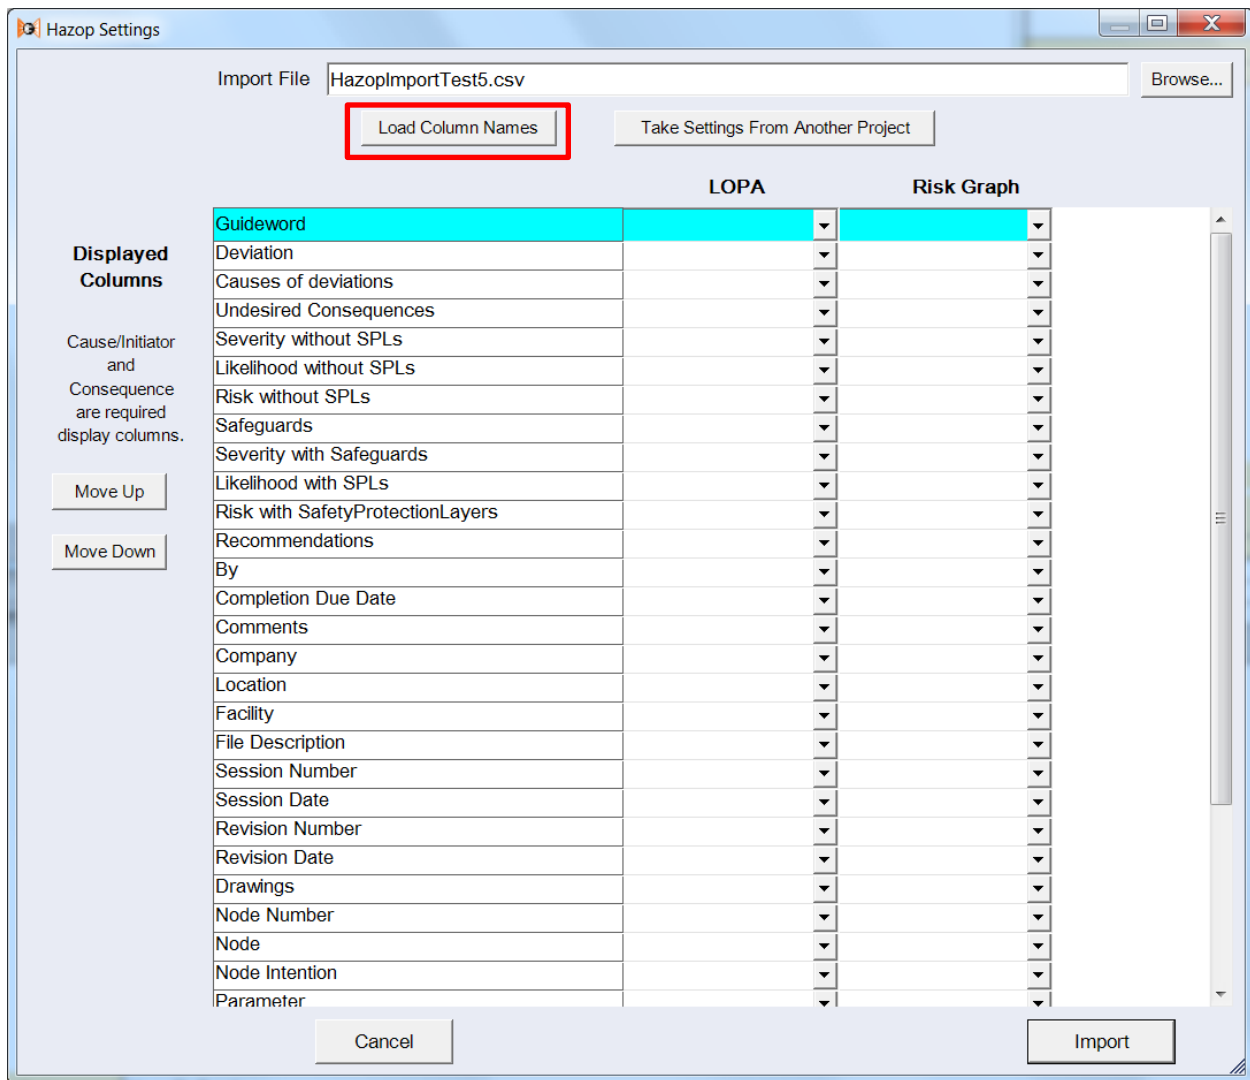 Hazop Settings
Import File HazopImportTest5.csv Browse...
Load Column Names Take Settings From Another Project
LOPA Risk Graph
Displayed
Columns
Cause/Initiator
and
Consequence
are required
display columns.
Move Up
Move Down
Guideword
Deviation
Causes of deviations
Undesired Consequences
Severity without SPLs
Likelihood without SPLs
Risk without SPLs
Safeguards
Severity with Safeguards
Likelihood with SPLs
Risk with SafetyProtectionLayers
Recommendations
By
Completion Due Date
Comments
Company
Location
Facility
File Description
Session Number
Session Date
Revision Number
Revision Date
Drawings
Node Number
Node
Node Intention
Parameter
Cancel Import